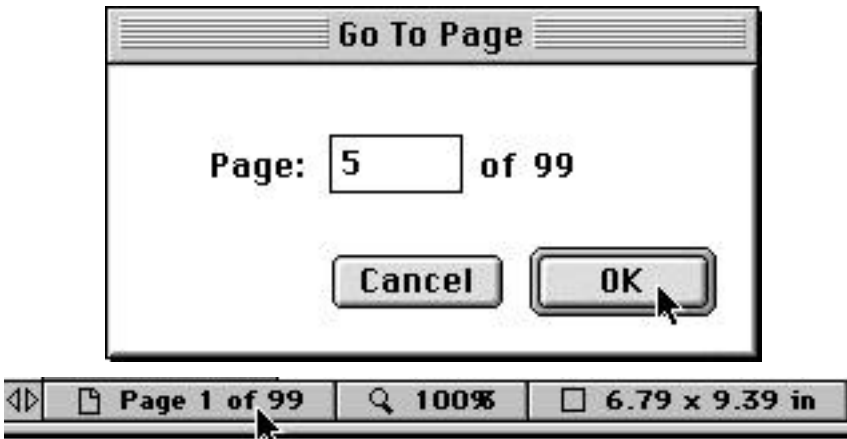 Go To Page
Page: 5 of 99
Cancel OK
Page 1 of 99 100% 6.79 x 9.39 in